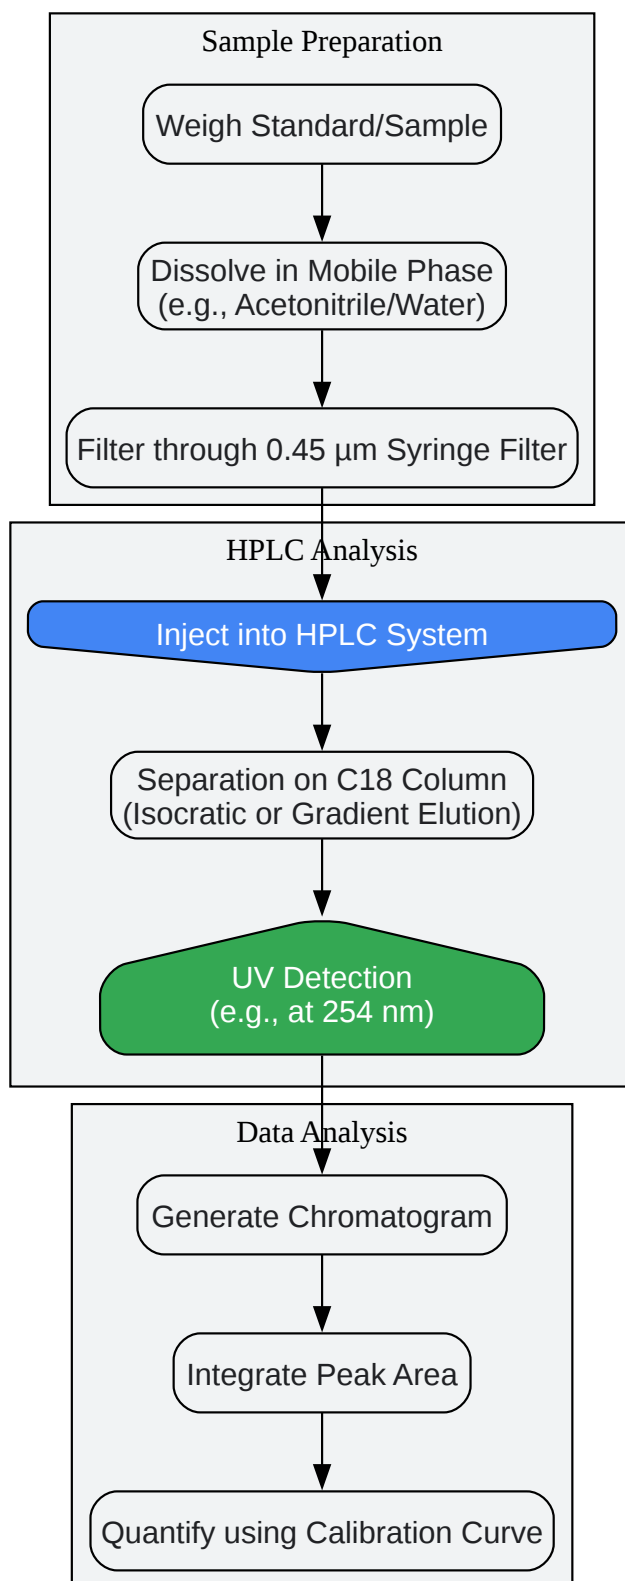 Sample Preparation
Weigh Standard/Sample
Dissolve in Mobile Phase
(e.g., Acetonitrile/Water)
Filter through 0.45 µm Syringe Filter
HPLC Analysis
Inject into HPLC System
Separation on C18 Column
(Isocratic or Gradient Elution)
UV Detection
(e.g., at 254 nm)
Data Analysis
Generate Chromatogram
Integrate Peak Area
Quantify using Calibration Curve